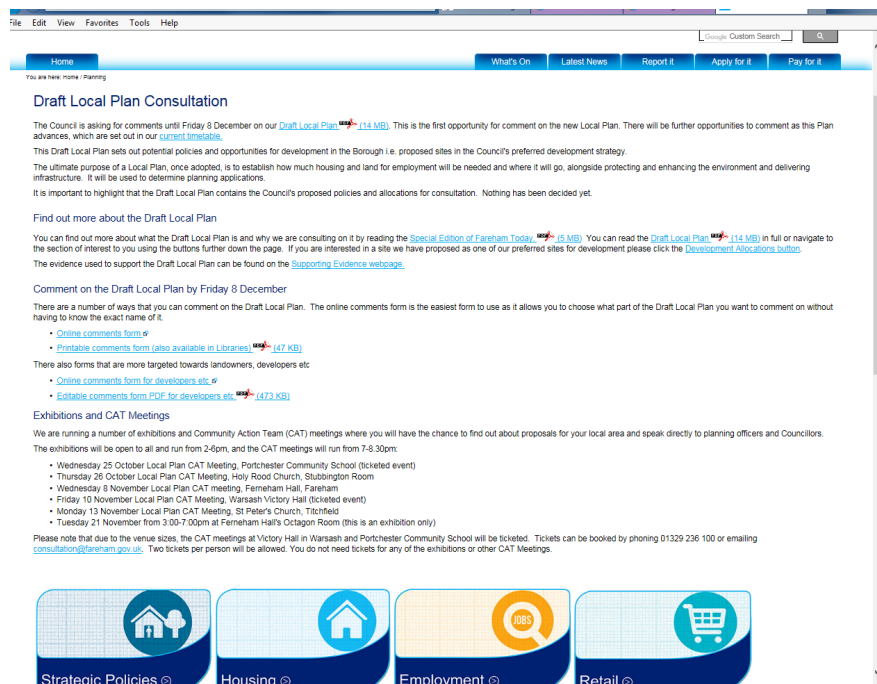 File Edit View Favorites Tools Help
Google Custom Search
Home What's On Latest News Report it Apply for it Pay for it
You are here: Home / Planning
Draft Local Plan Consultation
The Council is asking for comments until Friday 8 December on our Draft Local Plan (14 MB). This is the first opportunity for comment on the new Local Plan. There will be further opportunities to comment as this Plan
advances, which are set out in our current timetable.
This Draft Local Plan sets out potential policies and opportunities for development in the Borough i.e. proposed sites in the Council's preferred development strategy.
The ultimate purpose of a Local Plan, once adopted, is to establish how much housing and land for employment will be needed and where it will go, alongside protecting and enhancing the environment and delivering
infrastructure. It will be used to determine planning applications.
It is important to highlight that the Draft Local Plan contains the Council's proposed policies and allocations for consultation. Nothing has been decided yet.
Find out more about the Draft Local Plan
You can find out more about what the Draft Local Plan is and why we are consulting on it by reading the Special Edition of Fareham Today. (5 MB) You can read the Draft Local Plan (14 MB) in full or navigate to
the section of interest to you using the buttons further down the page. If you are interested in a site we have proposed as one of our preferred sites for development please click the Development Allocations button.
The evidence used to support the Draft Local Plan can be found on the Supporting Evidence webpage.
Comment on the Draft Local Plan by Friday 8 December
There are a number of ways that you can comment on the Draft Local Plan. The online comments form is the easiest form to use as it allows you to choose what part of the Draft Local Plan you want to comment on without
having to know the exact name of it.
• Online comments form
• Printable comments form (also available in Libraries) (47 KB)
There also forms that are more targeted towards landowners, developers etc
• Online comments form for developers etc
• Editable comments form PDF for developers etc (473 KB)
Exhibitions and CAT Meetings
We are running a number of exhibitions and Community Action Team (CAT) meetings where you will have the chance to find out about proposals for your local area and speak directly to planning officers and Councillors.
The exhibitions will be open to all and run from 2-6pm, and the CAT meetings will run from 7-8.30pm:
• Wednesday 25 October Local Plan CAT Meeting, Portchester Community School (ticketed event)
• Thursday 26 October Local Plan CAT Meeting, Holy Rood Church, Stubbington Room
• Wednesday 8 November Local Plan CAT meeting, Ferneham Hall, Fareham
• Friday 10 November Local Plan CAT Meeting, Warsash Victory Hall (ticketed event)
• Monday 13 November Local Plan CAT Meeting, St Peter's Church, Titchfield
• Tuesday 21 November from 3:00-7:00pm at Ferneham Hall's Octagon Room (this is an exhibition only)
Please note that due to the venue sizes, the CAT meetings at Victory Hall in Warsash and Portchester Community School will be ticketed. Tickets can be booked by phoning 01329 236 100 or emailing
consultation@fareham.gov.uk. Two tickets per person will be allowed. You do not need tickets for any of the exhibitions or other CAT Meetings.
JOBS
Strategic Policies Housing Employment Retail